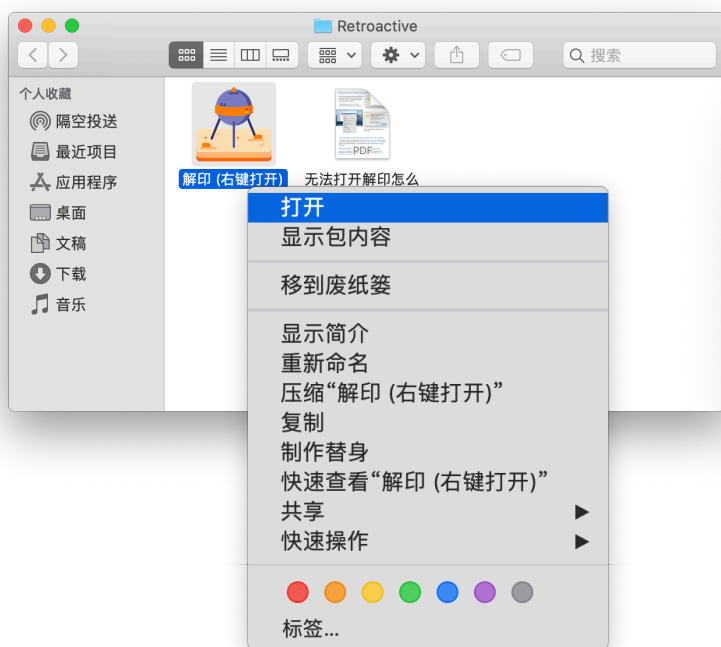 Retroactive
搜索
个人收藏
隔空投送
最近项目
应用程序
桌面
文稿
下载
音乐
解印 (右键打开)
PDF
无法打开解印怎么
打开
显示包内容
移到废纸篓
显示简介
重新命名
压缩“解印 (右键打开)”
复制
制作替身
快速查看“解印 (右键打开)”
共享
快速操作
标签...